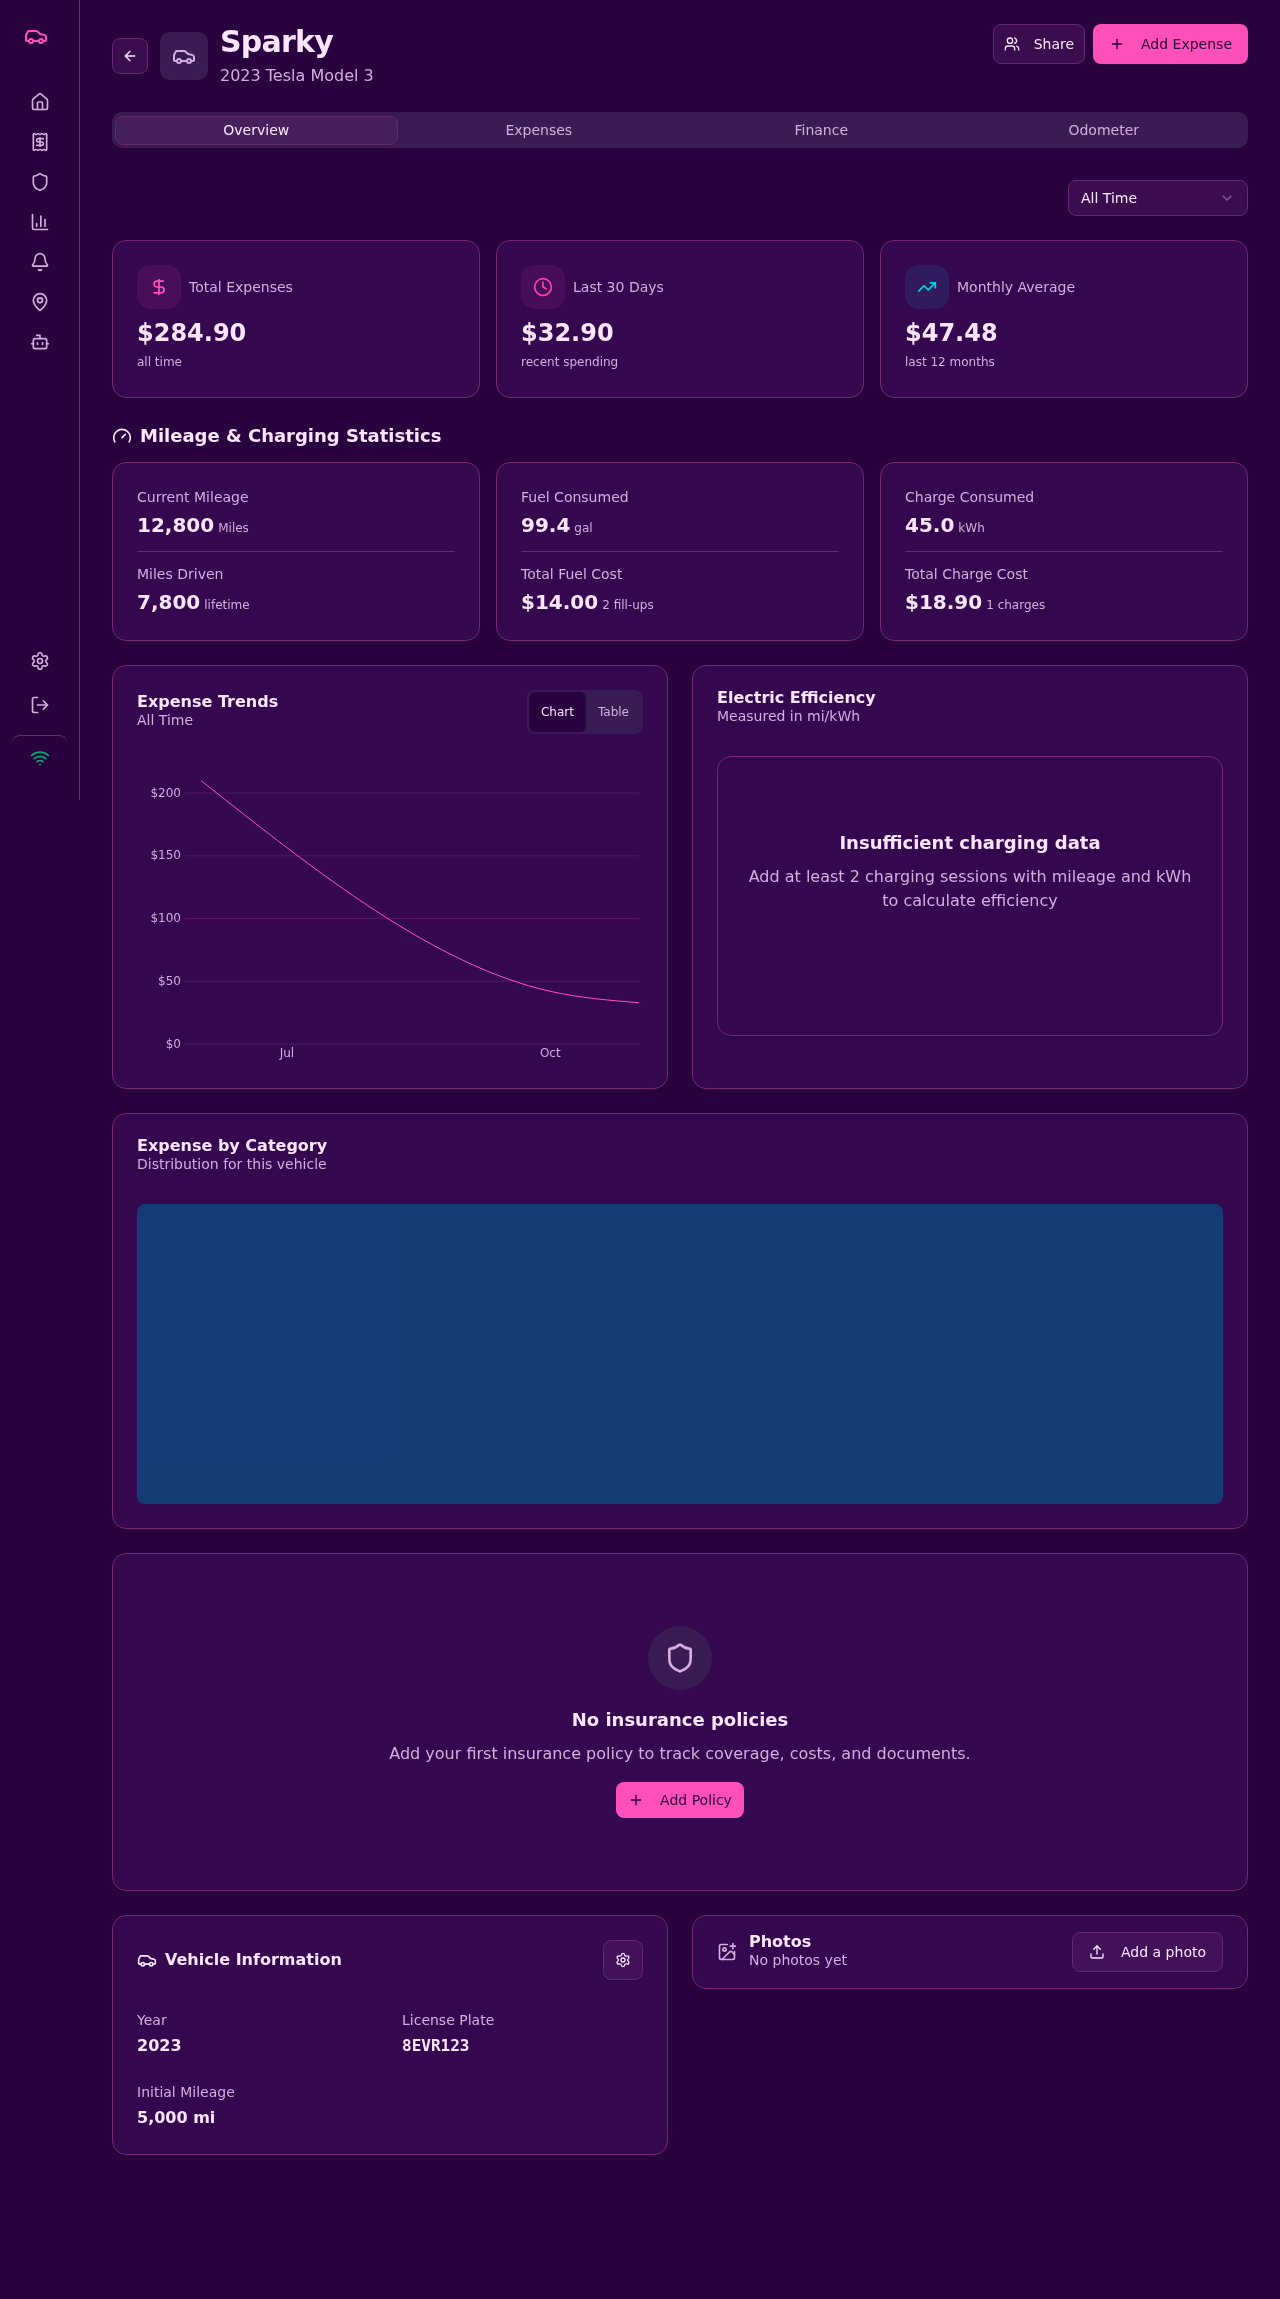 Sparky
2023 Tesla Model 3
Share
Add Expense
Overview
Expenses
Finance
Odometer
All Time
Total Expenses
$284.90
all time
Last 30 Days
$32.90
recent spending
Monthly Average
$47.48
last 12 months
Mileage & Charging Statistics
Current Mileage
12,800 Miles
Miles Driven
7,800 lifetime
Fuel Consumed
99.4 gal
Total Fuel Cost
$14.00 2 fill-ups
Charge Consumed
45.0 kWh
Total Charge Cost
$18.90 1 charges
Expense Trends
All Time
Chart
Table
$200
$150
$100
$50
$0
Jul
Oct
Electric Efficiency
Measured in mi/kWh
Insufficient charging data
Add at least 2 charging sessions with mileage and kWh
to calculate efficiency
Expense by Category
Distribution for this vehicle
No insurance policies
Add your first insurance policy to track coverage, costs, and documents.
Add Policy
Vehicle Information
Year
2023
License Plate
8EVR123
Initial Mileage
5,000 mi
Photos
No photos yet
Add a photo